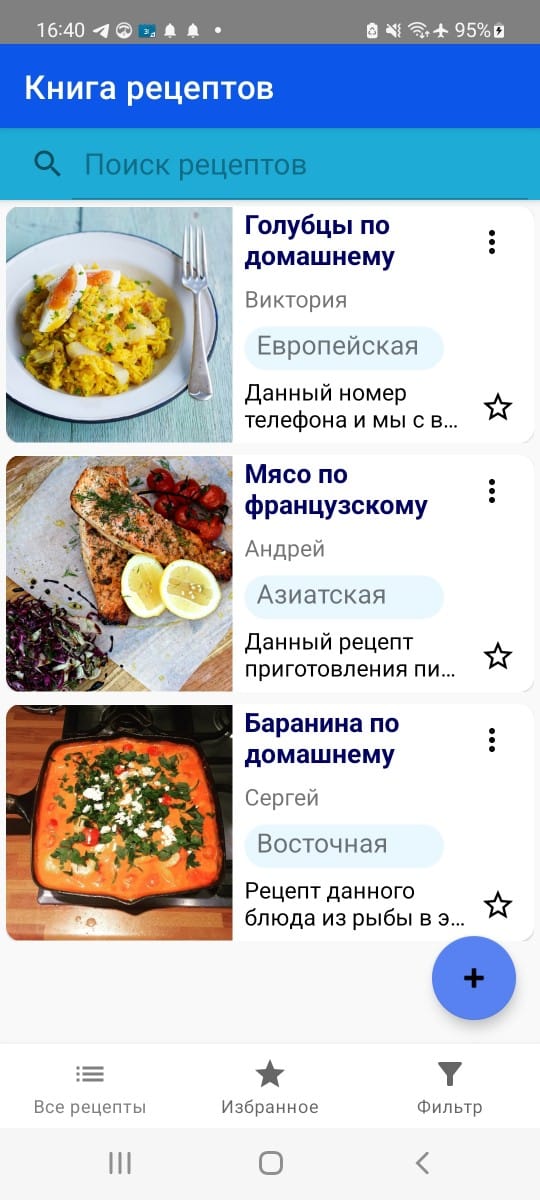 16:40
95%
Книга рецептов
Поиск рецептов
Голубцы по
домашнему
Виктория
Европейская
Данный номер
телефона и мы с в...
Мясо по
французскому
Андрей
Азиатская
Данный рецепт
приготовления пи...
Баранина по
домашнему
Сергей
Восточная
Рецепт данного
блюда из рыбы в э...
+
Все рецепты
Избранное
Фильтр